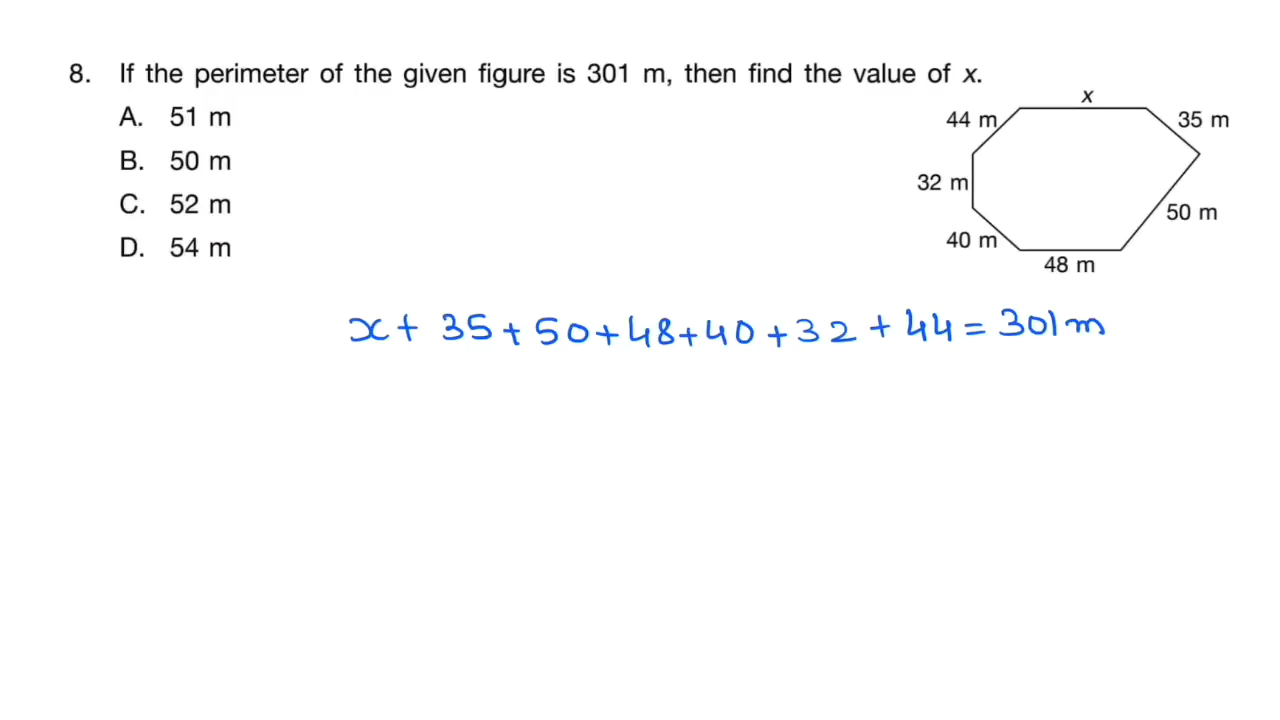 8. If the perimeter of the given figure is 301 m, then find the value of x.
A. 51 m
B. 50 m
C. 52 m
D. 54 m
x
44 m
35 m
32 m
50 m
40 m
48 m
x + 35 + 50 + 48 + 40 + 32 + 44 = 301 m